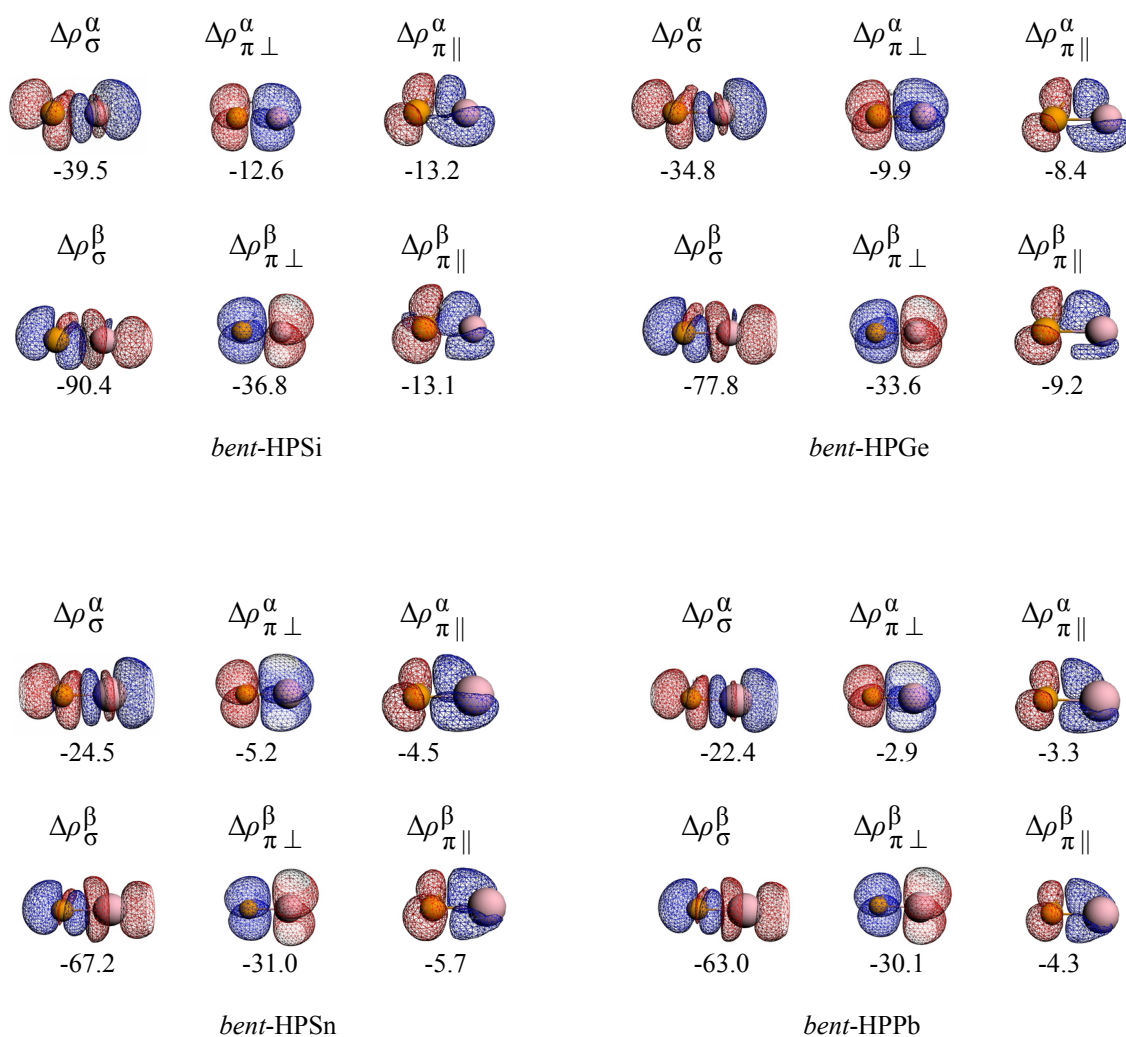 Δρ^α_σ Δρ^α_π⊥ Δρ^α_π∥
-39.5 -12.6 -13.2
Δρ^β_σ Δρ^β_π⊥ Δρ^β_π∥
-90.4 -36.8 -13.1
bent-HPSi
Δρ^α_σ Δρ^α_π⊥ Δρ^α_π∥
-34.8 -9.9 -8.4
Δρ^β_σ Δρ^β_π⊥ Δρ^β_π∥
-77.8 -33.6 -9.2
bent-HPGe
Δρ^α_σ Δρ^α_π⊥ Δρ^α_π∥
-24.5 -5.2 -4.5
Δρ^β_σ Δρ^β_π⊥ Δρ^β_π∥
-67.2 -31.0 -5.7
bent-HPSn
Δρ^α_σ Δρ^α_π⊥ Δρ^α_π∥
-22.4 -2.9 -3.3
Δρ^β_σ Δρ^β_π⊥ Δρ^β_π∥
-63.0 -30.1 -4.3
bent-HPPb